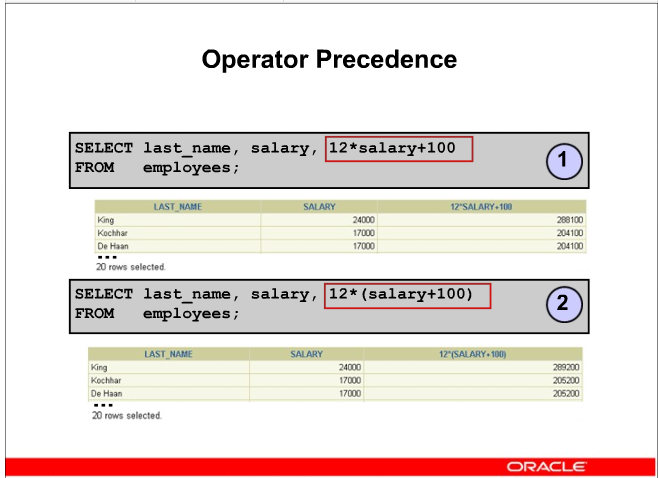 Operator Precedence
SELECT last_name, salary, 12*salary+100
FROM employees;
1
LAST_NAME SALARY 12*SALARY+100
King 24000 288100
Kochhar 17000 204100
De Haan 17000 204100
...
20 rows selected.
SELECT last_name, salary, 12*(salary+100)
FROM employees;
2
LAST_NAME SALARY 12*(SALARY+100)
King 24000 289200
Kochhar 17000 205200
De Haan 17000 205200
...
20 rows selected.
ORACLE